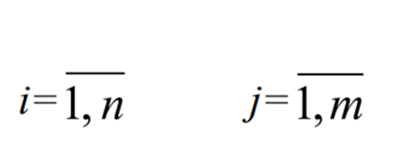 i=1, n j=1, m